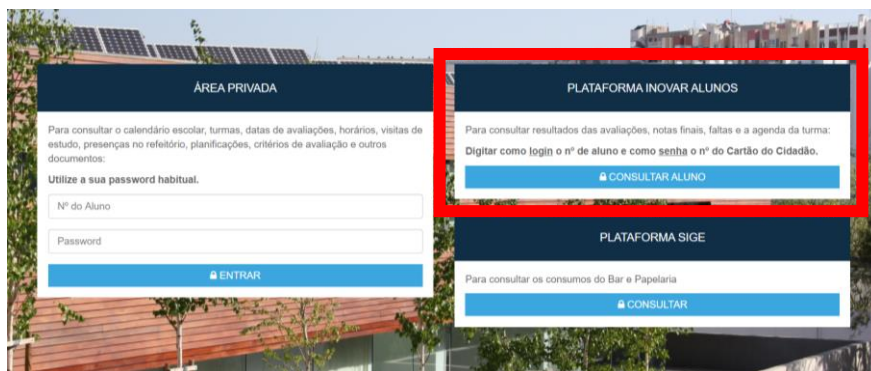 ÁREA PRIVADA
Para consultar o calendário escolar, turmas, datas de avaliações, horários, visitas de
estudo, presenças no refeitório, planificações, critérios de avaliação e outros
documentos:
Utilize a sua password habitual.
Nº do Aluno
Password
ENTRAR
PLATAFORMA INOVAR ALUNOS
Para consultar resultados das avaliações, notas finais, faltas e a agenda da turma:
Digitar como login o nº de aluno e como senha o nº do Cartão do Cidadão.
CONSULTAR ALUNO
PLATAFORMA SIGE
Para consultar os consumos do Bar e Papelaria
CONSULTAR